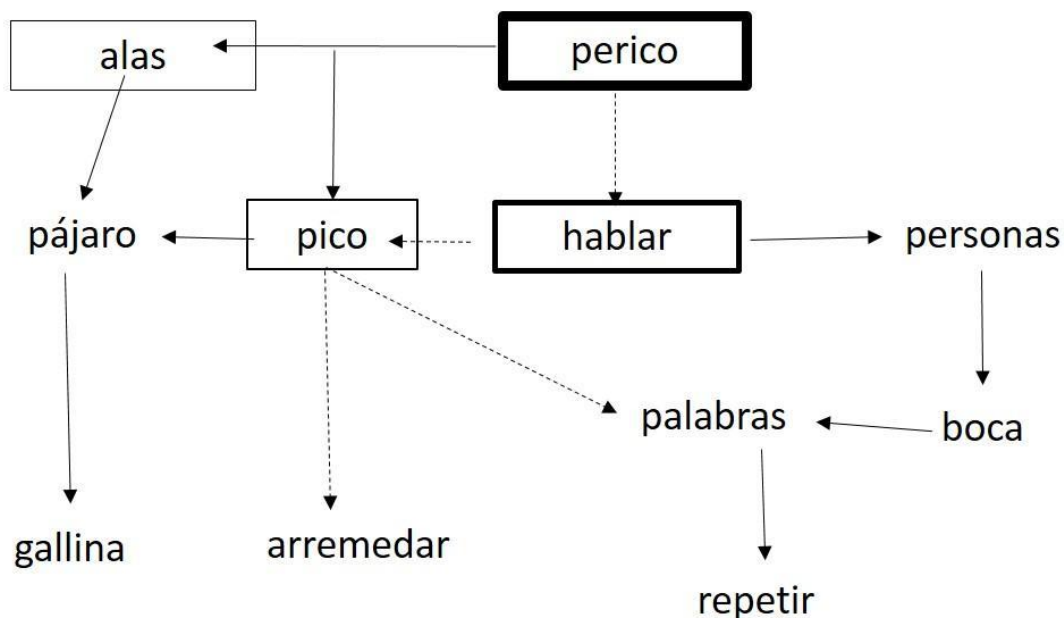 alas
perico
pájaro
pico
hablar
personas
palabras
boca
gallina
arremedar
repetir